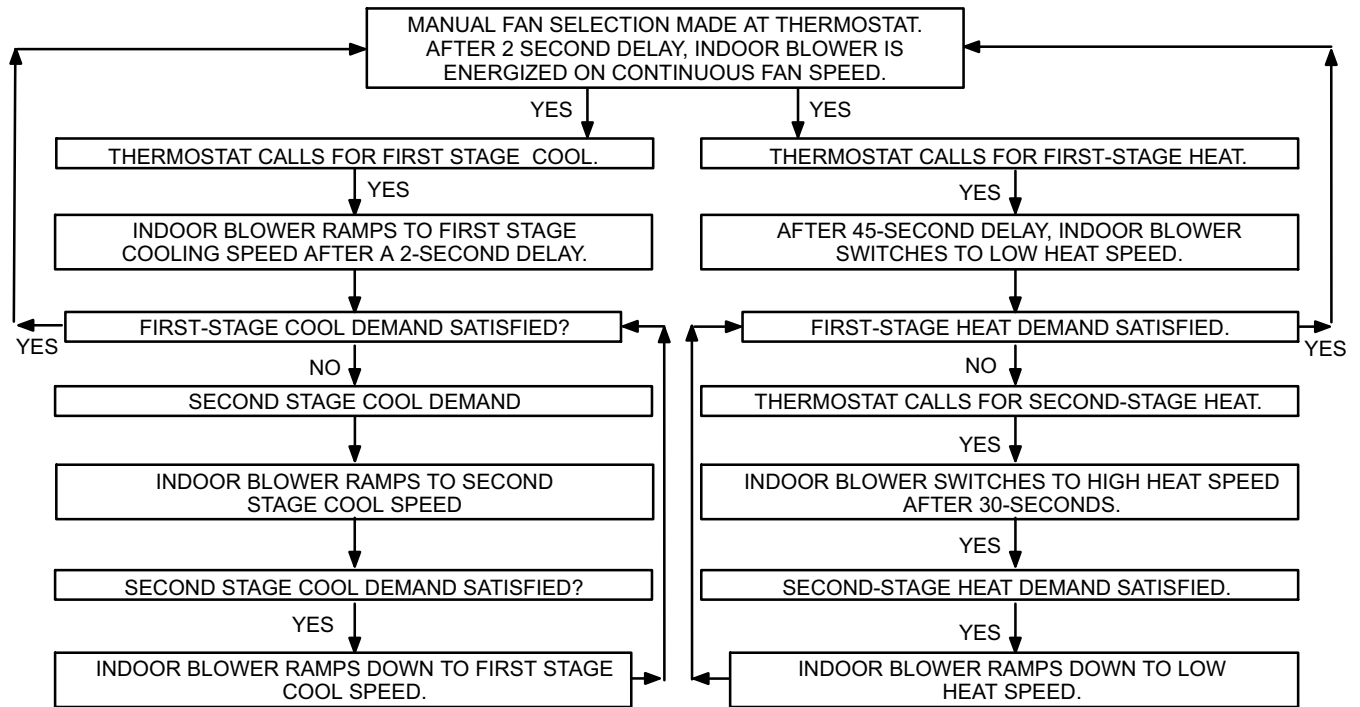 MANUAL FAN SELECTION MADE AT THERMOSTAT.
AFTER 2 SECOND DELAY, INDOOR BLOWER IS
ENERGIZED ON CONTINUOUS FAN SPEED.
YES
YES
THERMOSTAT CALLS FOR FIRST STAGE COOL.
YES
INDOOR BLOWER RAMPS TO FIRST STAGE
COOLING SPEED AFTER A 2-SECOND DELAY.
FIRST-STAGE COOL DEMAND SATISFIED?
YES
NO
SECOND STAGE COOL DEMAND
INDOOR BLOWER RAMPS TO SECOND
STAGE COOL SPEED
SECOND STAGE COOL DEMAND SATISFIED?
YES
INDOOR BLOWER RAMPS DOWN TO FIRST STAGE
COOL SPEED.
THERMOSTAT CALLS FOR FIRST-STAGE HEAT.
YES
AFTER 45-SECOND DELAY, INDOOR BLOWER
SWITCHES TO LOW HEAT SPEED.
FIRST-STAGE HEAT DEMAND SATISFIED.
YES
NO
THERMOSTAT CALLS FOR SECOND-STAGE HEAT.
YES
INDOOR BLOWER SWITCHES TO HIGH HEAT SPEED
AFTER 30-SECONDS.
YES
SECOND-STAGE HEAT DEMAND SATISFIED.
YES
INDOOR BLOWER RAMPS DOWN TO LOW
HEAT SPEED.